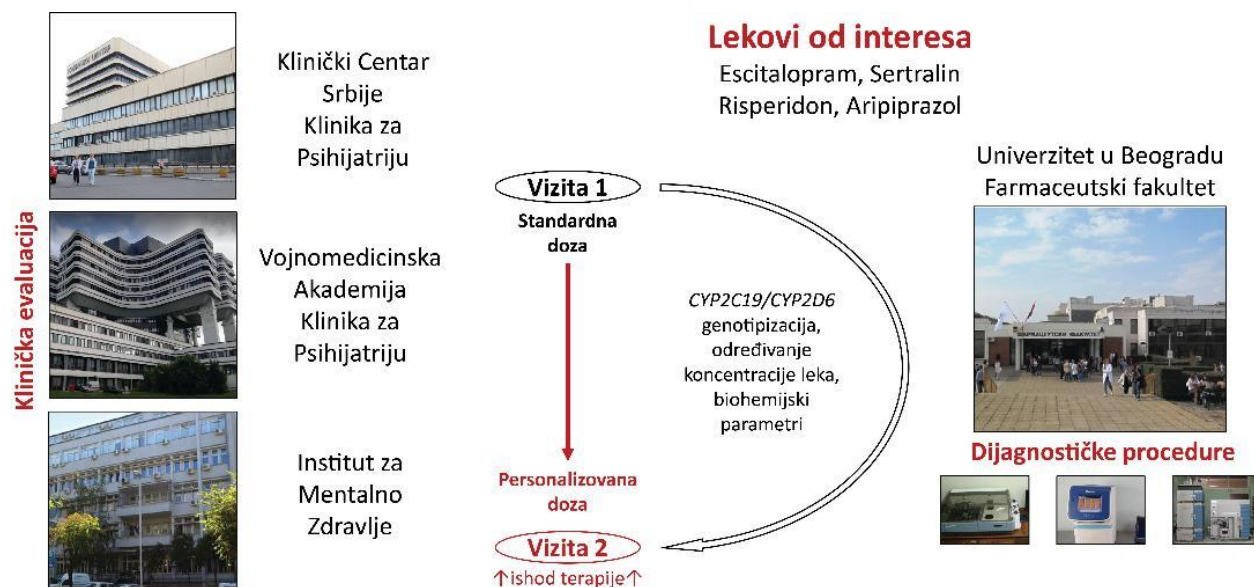 Klinička evaluacija
Klinički Centar
Srbije
Klinika za
Psihijatriju
Vojnomedicinska
Akademija
Klinika za
Psihijatriju
Institut za
Mentalno
Zdravlje
Lekovi od interesa
Escitalopram, Sertralin
Risperidon, Aripiprazol
Vizita 1
Standardna
doza
Personalizovana
doza
Vizita 2
↑ishod terapije↑
CYP2C19/CYP2D6
genotipizacija,
određivanje
koncentracije leka,
biohemijski
parametri
Univerzitet u Beogradu
Farmaceutski fakultet
Dijagnostičke procedure